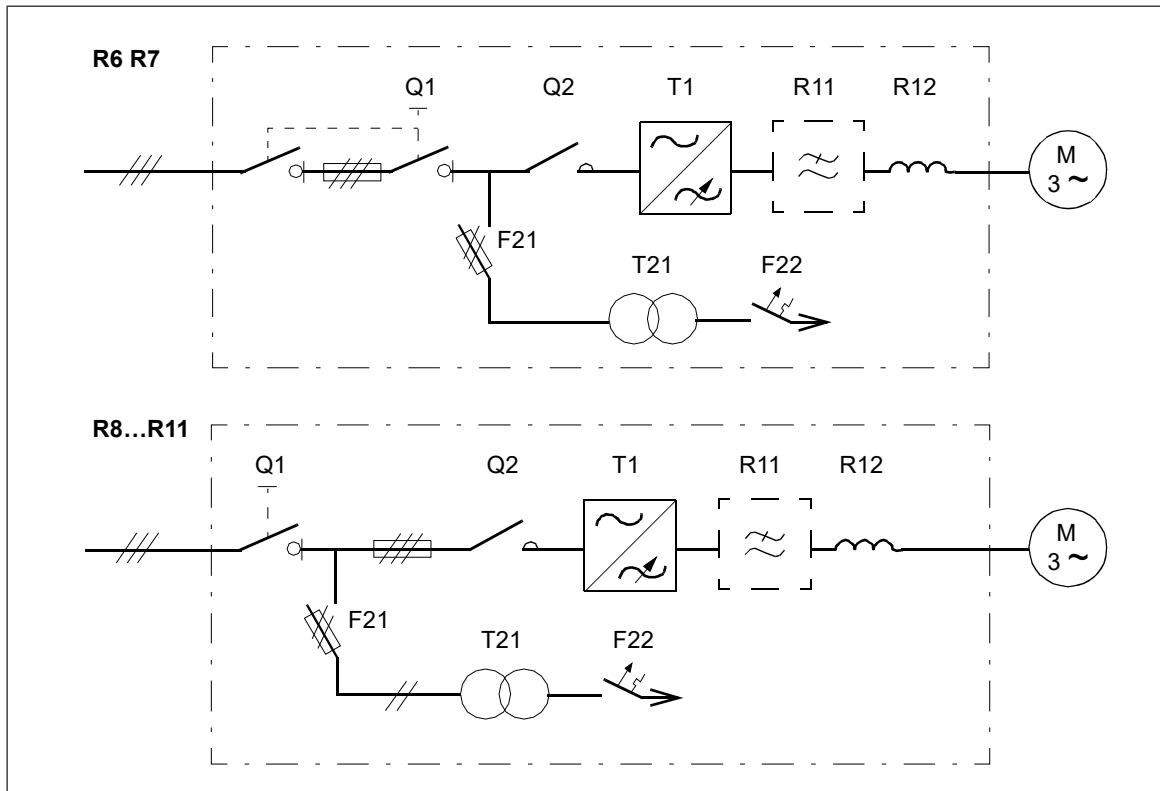 R6 R7
Q1 Q2 T1 R11 R12
M
3 ~
F21
T21 F22
R8...R11
Q1 Q2 T1 R11 R12
M
3 ~
F21
T21 F22